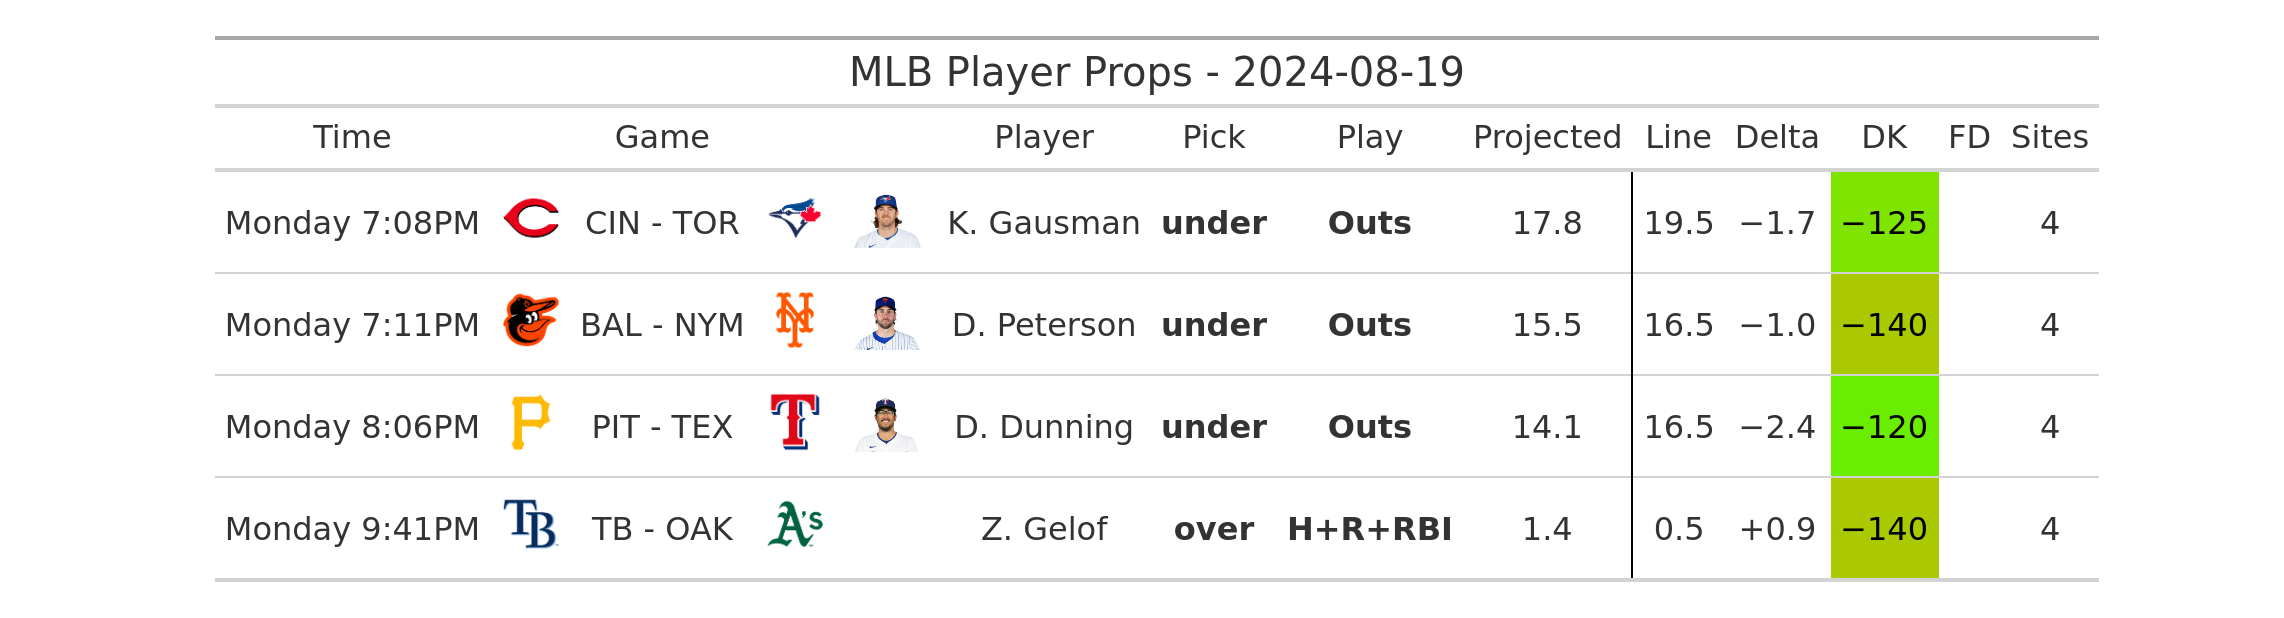 MLB Player Props - 2024-08-19
Time Game Player Pick Play Projected Line Delta DK FD Sites
Monday 7:08PM C CIN - TOR K. Gausman under Outs 17.8 19.5 −1.7 −125 4
Monday 7:11PM BAL - NYM NY D. Peterson under Outs 15.5 16.5 −1.0 −140 4
Monday 8:06PM P PIT - TEX T D. Dunning under Outs 14.1 16.5 −2.4 −120 4
Monday 9:41PM TB TB - OAK A's Z. Gelof over H+R+RBI 1.4 0.5 +0.9 −140 4